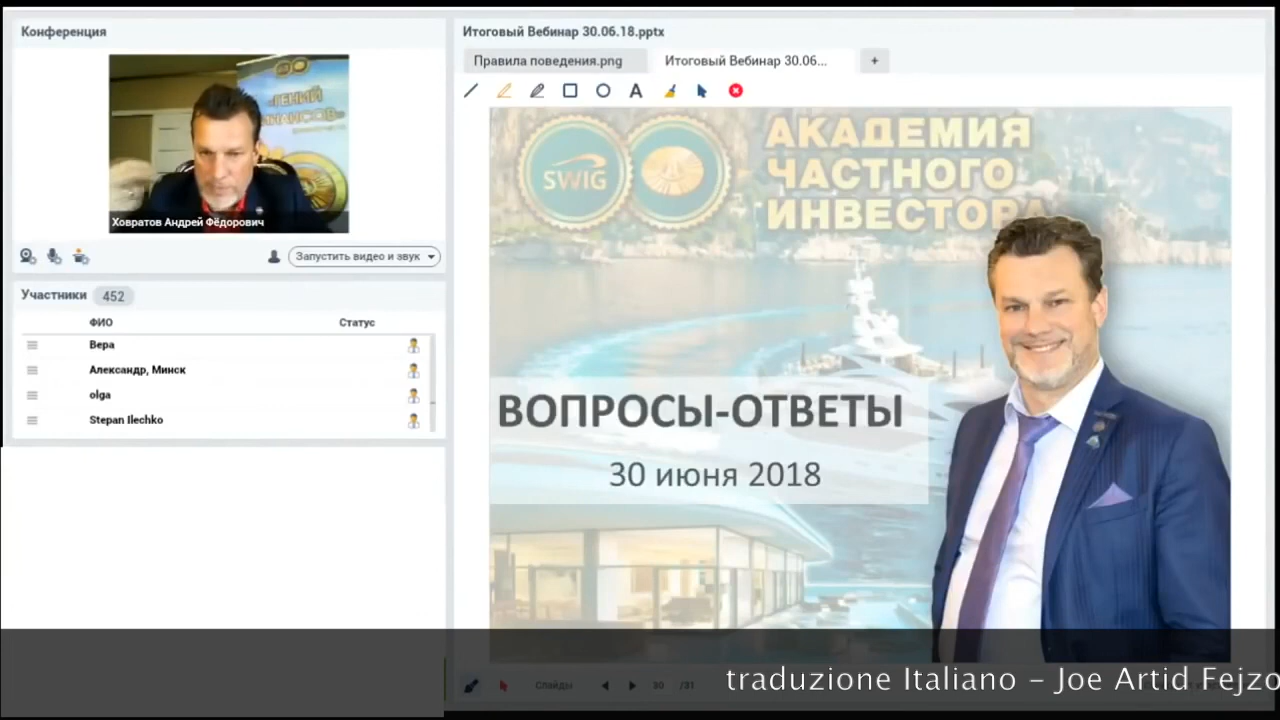 Конференция
Ховратов Андрей Фёдорович
Запустить видео и звук
Участники 452
ФИО Статус
Вера
Александр, Минск
olga
Stepan Ilechko
Итоговый Вебинар 30.06.18.pptx
Правила поведения.png Итоговый Вебинар 30.06... +
SWIG
АКАДЕМИЯ
ЧАСТНОГО
ИНВЕСТОРА
ВОПРОСЫ-ОТВЕТЫ
30 июня 2018
Слайды 30 /31
traduzione Italiano - Joe Artid Fejzo